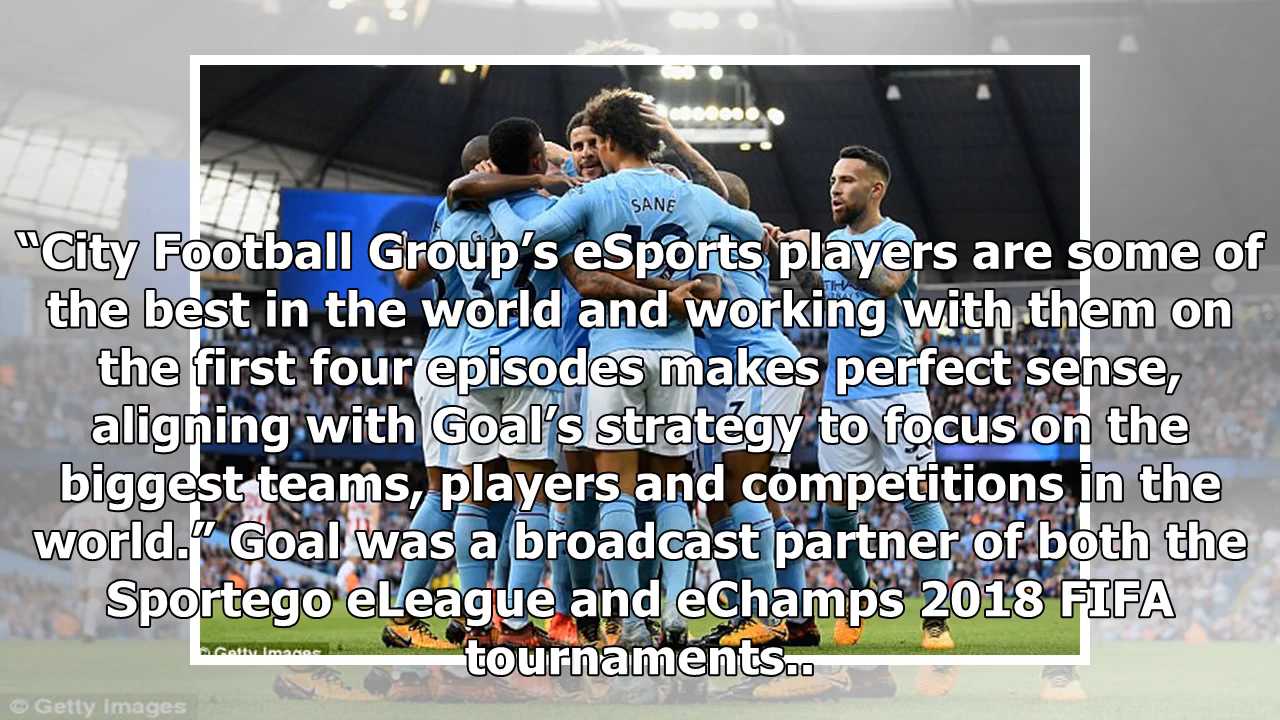 SANE
“City Football Group’s eSports players are some of
the best in the world and working with them on
the first four episodes makes perfect sense,
aligning with Goal’s strategy to focus on the
biggest teams, players and competitions in the
world.” Goal was a broadcast partner of both the
Sportego eLeague and eChamps 2018 FIFA
tournaments..
7
© Getty Images
© Getty Images